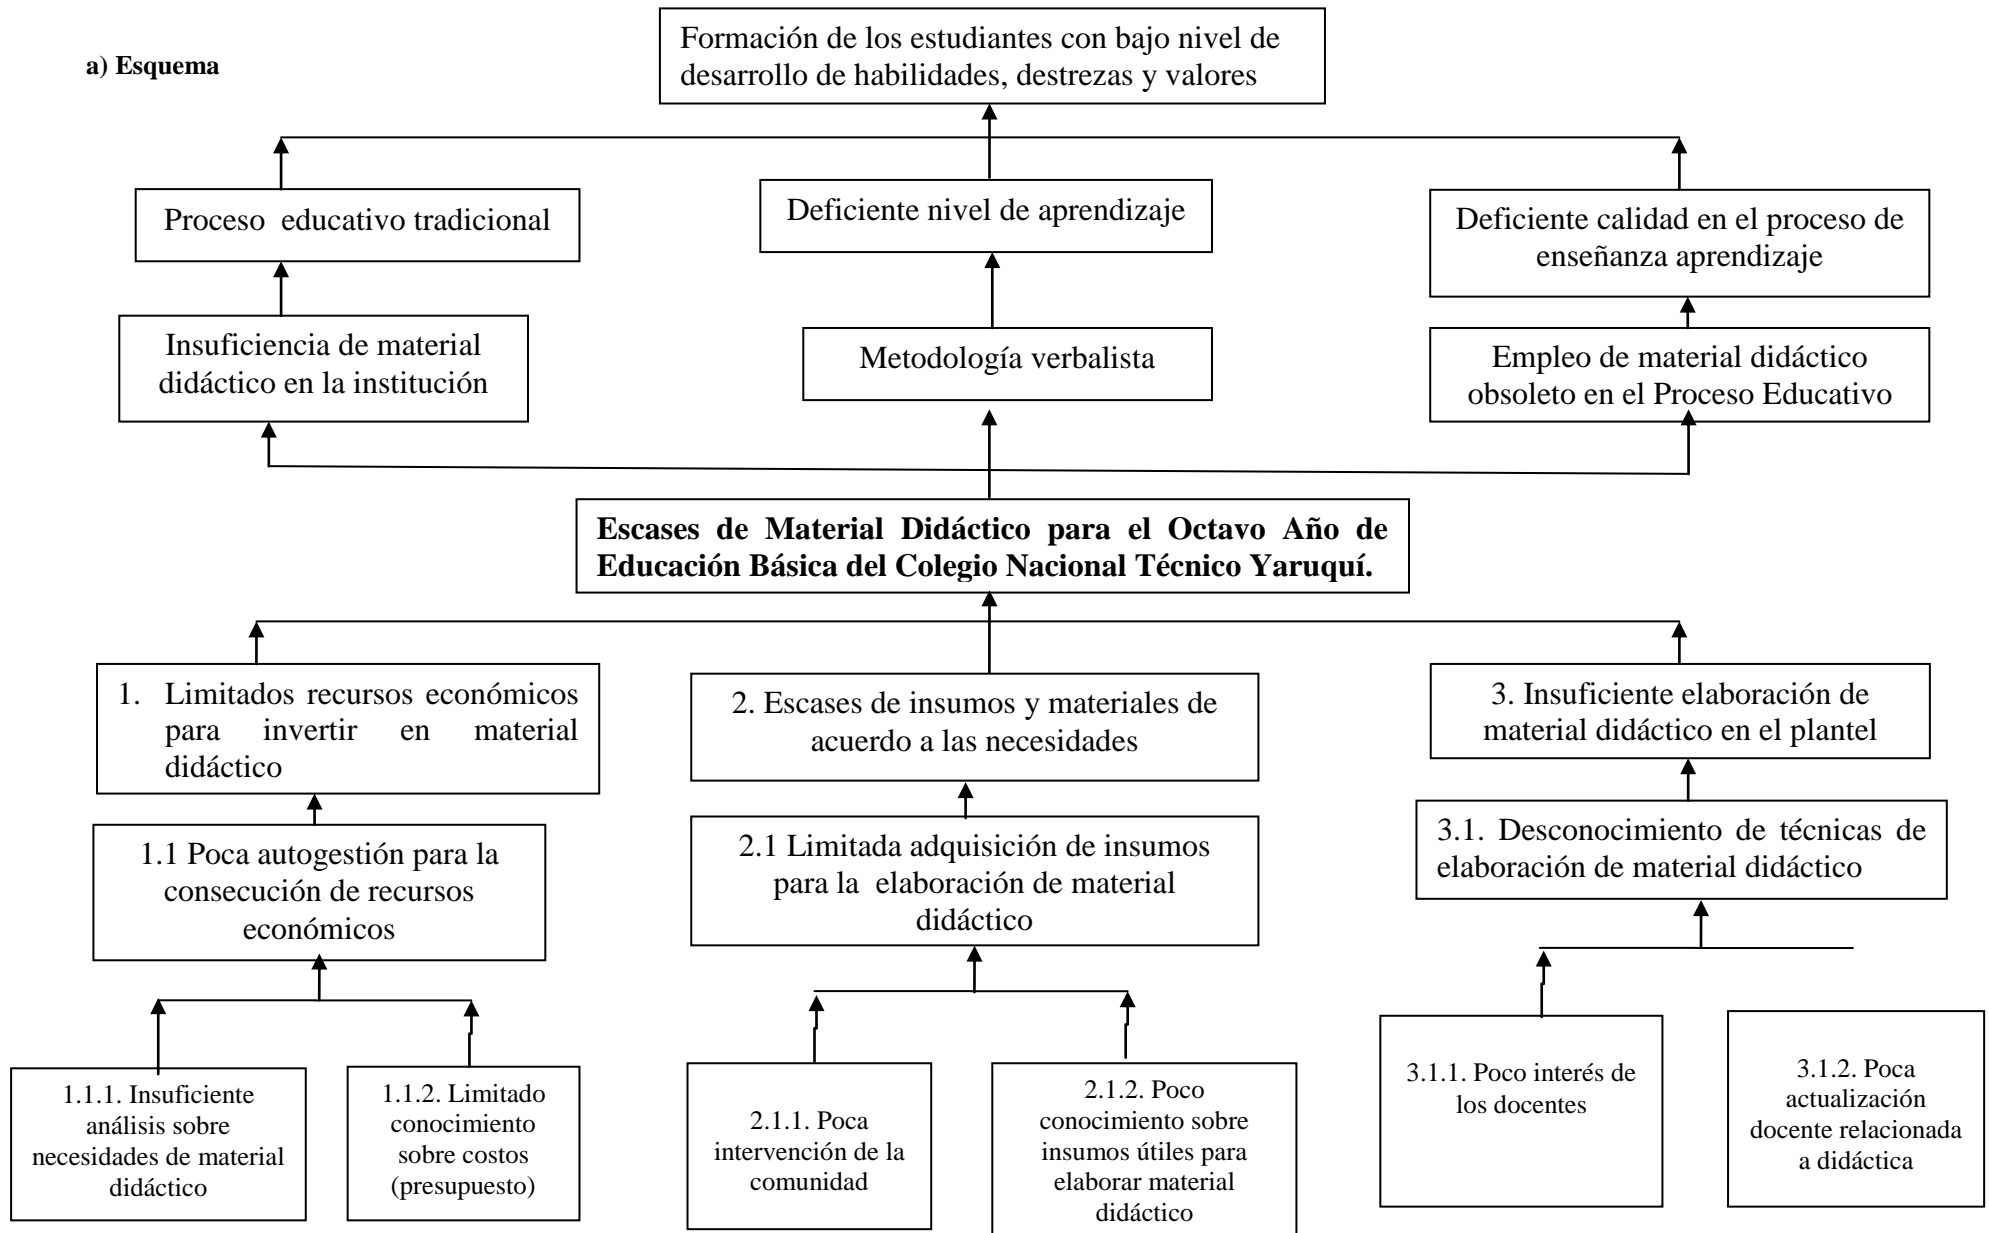 a) Esquema
Formación de los estudiantes con bajo nivel de
desarrollo de habilidades, destrezas y valores
Proceso educativo tradicional
Deficiente nivel de aprendizaje
Deficiente calidad en el proceso de
enseñanza aprendizaje
Insuficiencia de material
didáctico en la institución
Metodología verbalista
Empleo de material didáctico
obsoleto en el Proceso Educativo
Escases de Material Didáctico para el Octavo Año de
Educación Básica del Colegio Nacional Técnico Yaruquí.
1. Limitados recursos económicos
para invertir en material
didáctico
2. Escases de insumos y materiales de
acuerdo a las necesidades
3. Insuficiente elaboración de
material didáctico en el plantel
1.1 Poca autogestión para la
consecución de recursos
económicos
2.1 Limitada adquisición de insumos
para la elaboración de material
didáctico
3.1. Desconocimiento de técnicas de
elaboración de material didáctico
1.1.1. Insuficiente
análisis sobre
necesidades de material
didáctico
1.1.2. Limitado
conocimiento
sobre costos
(presupuesto)
2.1.1. Poca
intervención de la
comunidad
2.1.2. Poco
conocimiento sobre
insumos útiles para
elaborar material
didáctico
3.1.1. Poco interés de
los docentes
3.1.2. Poca
actualización
docente relacionada
a didáctica